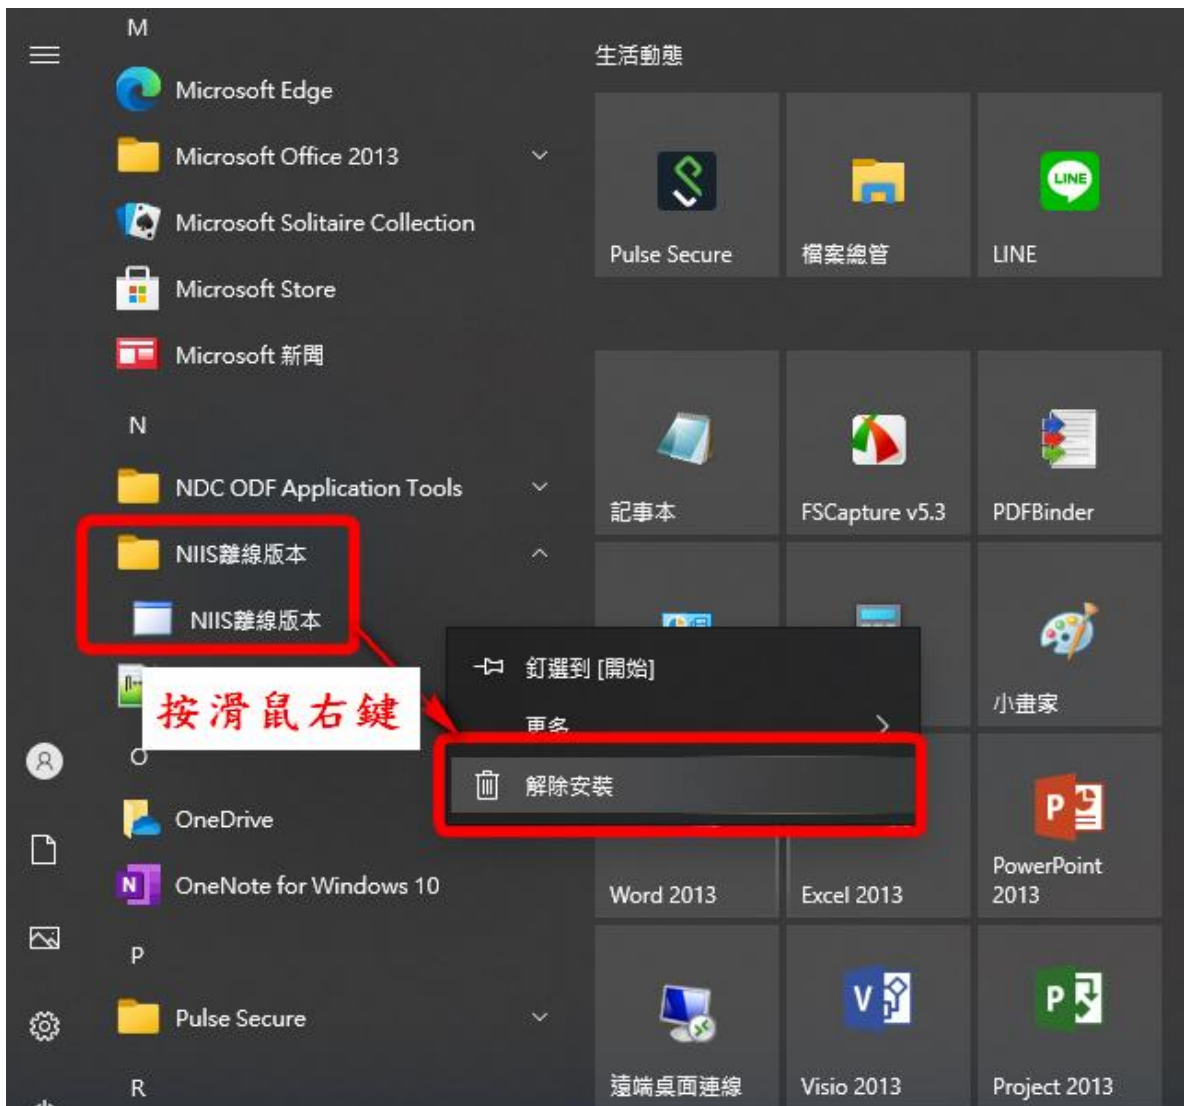 M
Microsoft Edge
Microsoft Office 2013
Microsoft Solitaire Collection
Microsoft Store
Microsoft 新聞
N
NDC ODF Application Tools
NIIS離線版本
NIIS離線版本
按滑鼠右鍵
O
OneDrive
OneNote for Windows 10
P
Pulse Secure
R
釘選到 [開始]
更多
解除安裝
生活動態
Pulse Secure
檔案總管
LINE
LINE
記事本
FSCapture v5.3
PDFBinder
小畫家
Word 2013
Excel 2013
PowerPoint
2013
遠端桌面連線
Visio 2013
Project 2013